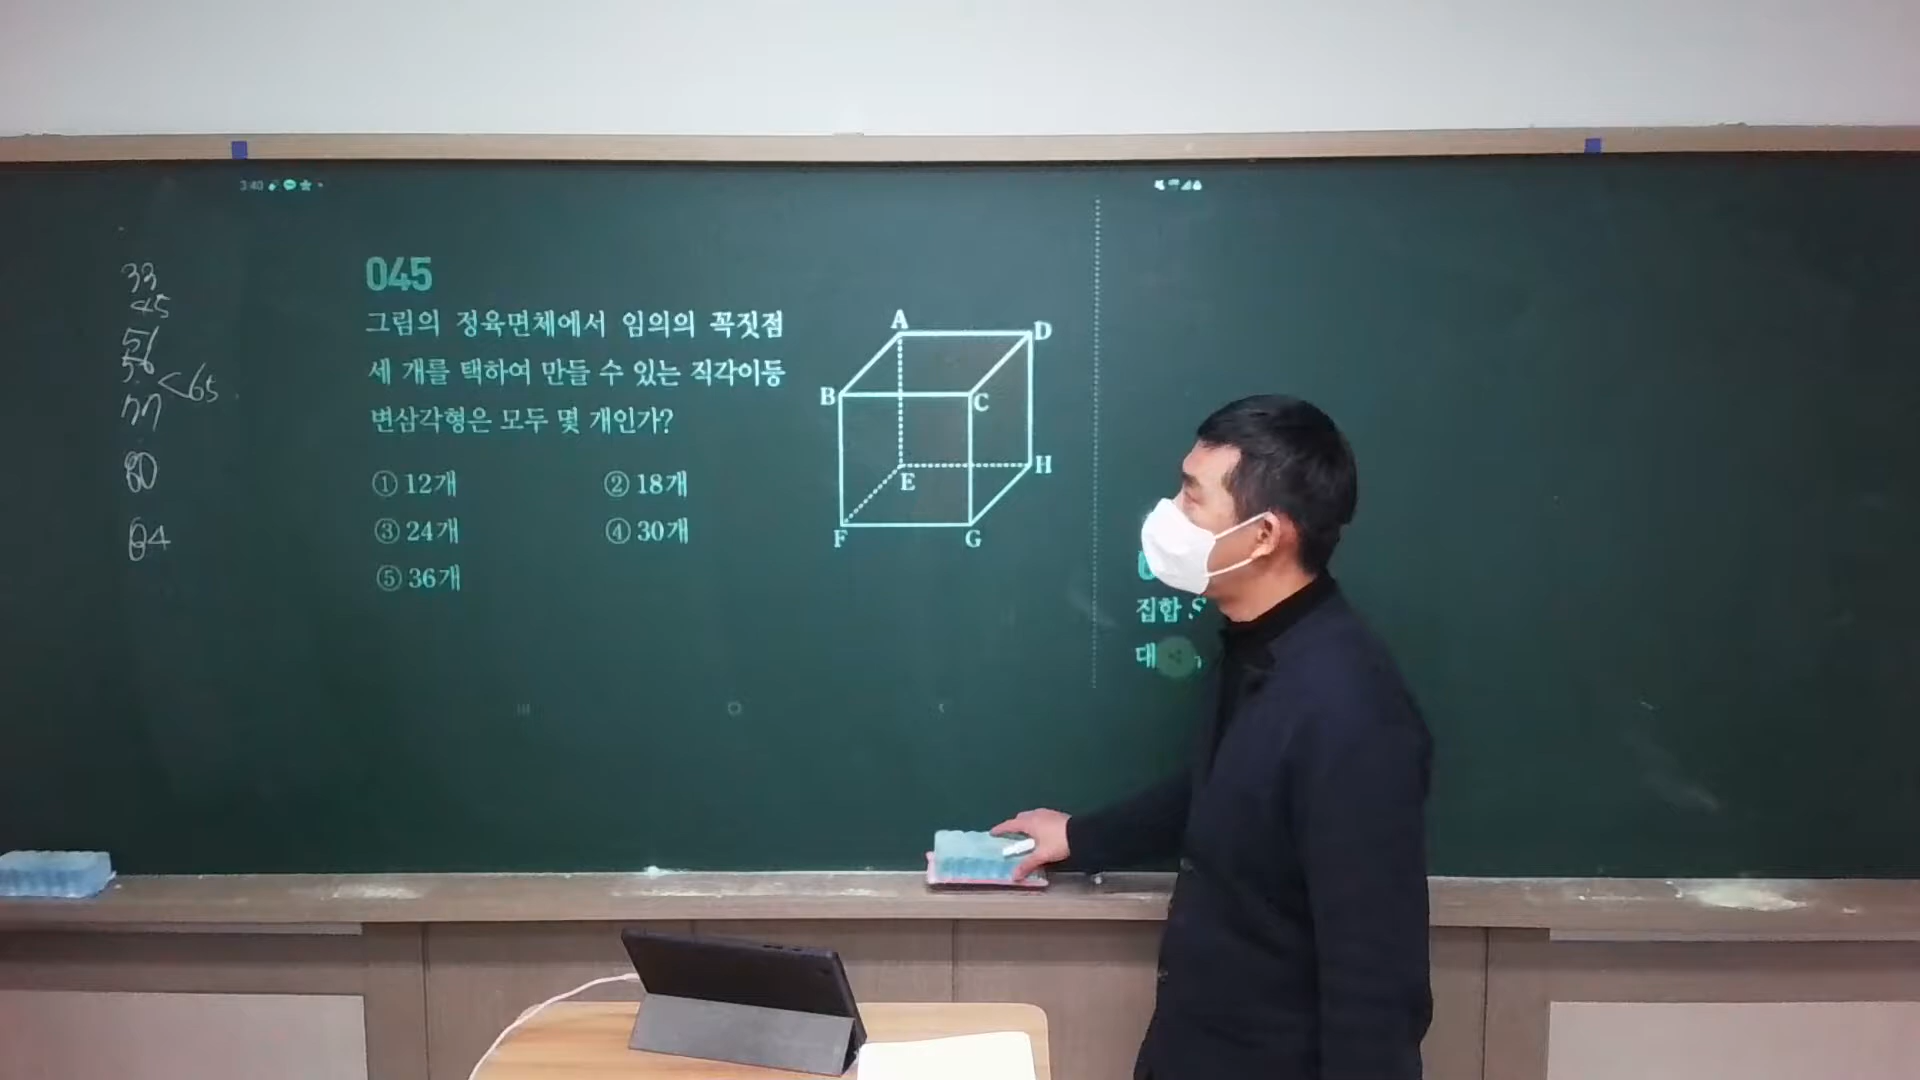 3:40
33
45
51
56
<65
77
80
84
045
그림의 정육면체에서 임의의 꼭짓점
세 개를 택하여 만들 수 있는 직각이등
변삼각형은 모두 몇 개인가?
① 12개 ② 18개
③ 24개 ④ 30개
⑤ 36개
A
D
B
C
E
H
F
G
집합 S
대